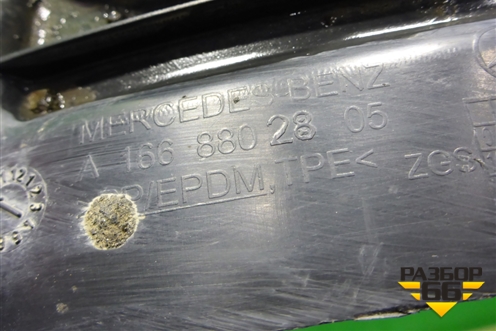 MERCEDES BENZ
A 166 880 28 05
P/EPDM,TPE< ZGS
РАЗБОР
66